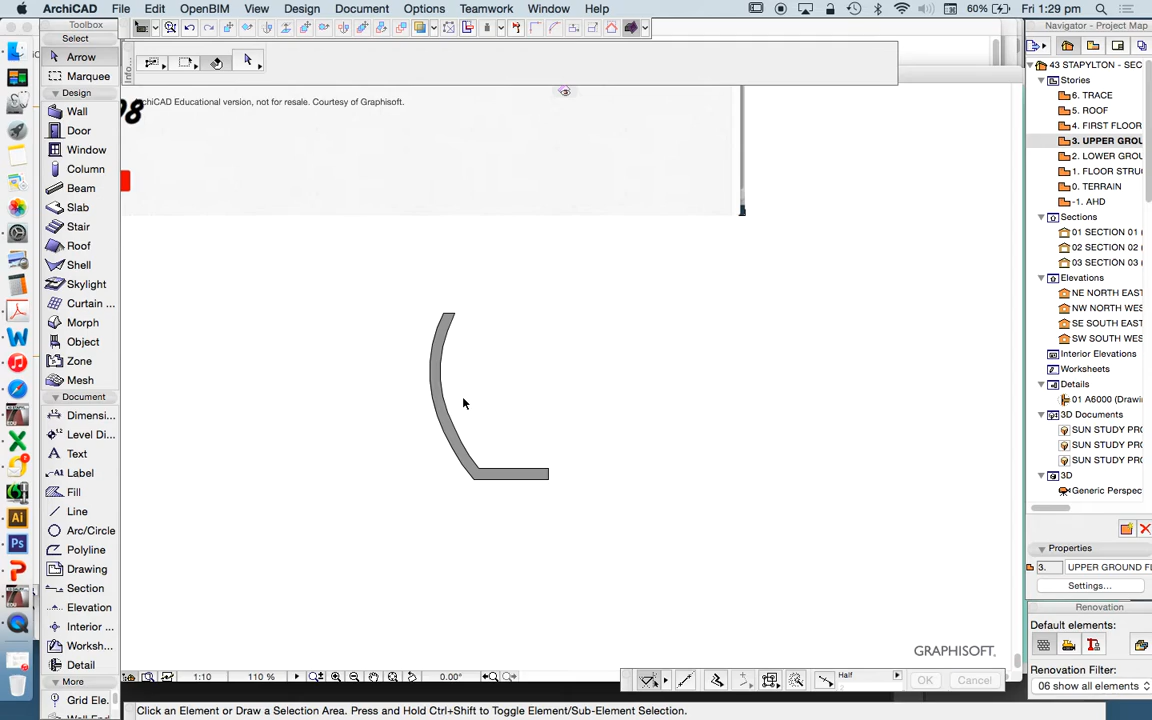 ArchiCAD File Edit OpenBIM View Design Document Options Teamwork Window Help 60% Fri 1:29 pm
Toolbox
Select
Arrow
Marquee
Design
Wall
Door
Window
Column
Beam
Slab
Stair
Roof
Shell
Skylight
Curtain ...
Morph
Object
Zone
Mesh
Document
Dimensi...
Level Di...
Text
Label
Fill
Line
Arc/Circle
Polyline
Drawing
Section
Elevation
Interior ...
Worksh...
Detail
More
Grid Ele...
Info...
chiCAD Educational version, not for resale. Courtesy of Graphisoft.
98
GRAPHISOFT.
1:10 110 % 0.00°
Half
OK Cancel
Click an Element or Draw a Selection Area. Press and Hold Ctrl+Shift to Toggle Element/Sub-Element Selection.
Navigator - Project Map
43 STAPYLTON - SEC
Stories
6. TRACE
5. ROOF
4. FIRST FLOOR
3. UPPER GROU
2. LOWER GROU
1. FLOOR STRU
0. TERRAIN
-1. AHD
Sections
01 SECTION 01 (
02 SECTION 02 (
03 SECTION 03 (
Elevations
NE NORTH EAST
NW NORTH WES
SE SOUTH EAST
SW SOUTH WES
Interior Elevations
Worksheets
Details
01 A6000 (Drawin
3D Documents
SUN STUDY PRO
SUN STUDY PRO
SUN STUDY PRO
3D
Generic Perspec
Properties
3. UPPER GROUND FL
Settings...
Renovation
Default elements:
Renovation Filter:
06 show all elements